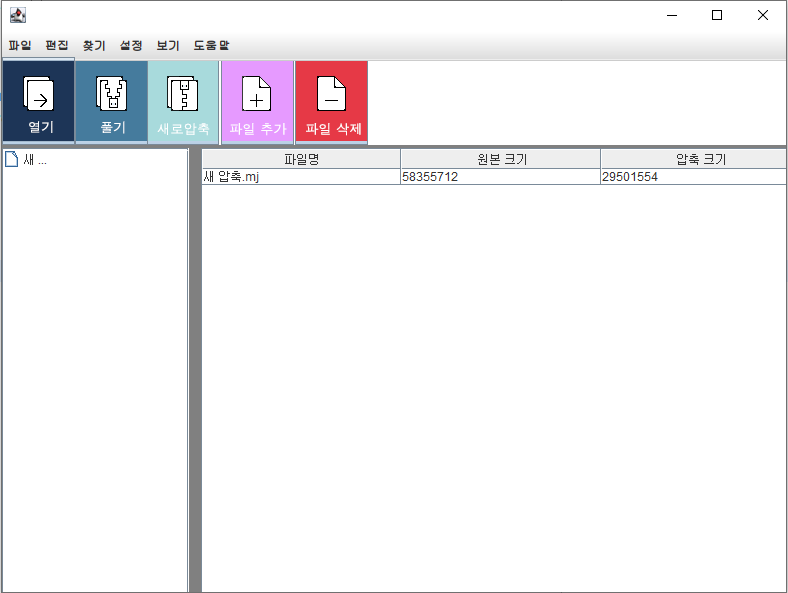 파일 편집 찾기 설정 보기 도움말
열기 풀기 새로압축 파일 추가 파일 삭제
새 ...
파일명 원본 크기 압축 크기
새 압축.mj 58355712 29501554